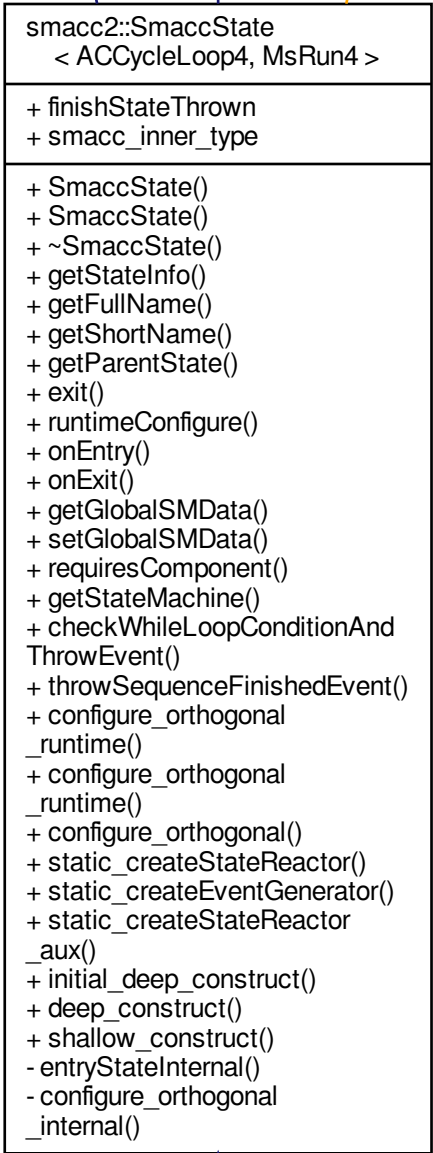 smacc2::SmaccState
< ACCycleLoop4, MsRun4 >
+ finishStateThrown
+ smacc_inner_type
+ SmaccState()
+ SmaccState()
+ ~SmaccState()
+ getStateInfo()
+ getFullName()
+ getShortName()
+ getParentState()
+ exit()
+ runtimeConfigure()
+ onEntry()
+ onExit()
+ getGlobalSMData()
+ setGlobalSMData()
+ requiresComponent()
+ getStateMachine()
+ checkWhileLoopConditionAnd
ThrowEvent()
+ throwSequenceFinishedEvent()
+ configure_orthogonal
_runtime()
+ configure_orthogonal
_runtime()
+ configure_orthogonal()
+ static_createStateReactor()
+ static_createEventGenerator()
+ static_createStateReactor
_aux()
+ initial_deep_construct()
+ deep_construct()
+ shallow_construct()
- entryStateInternal()
- configure_orthogonal
_internal()